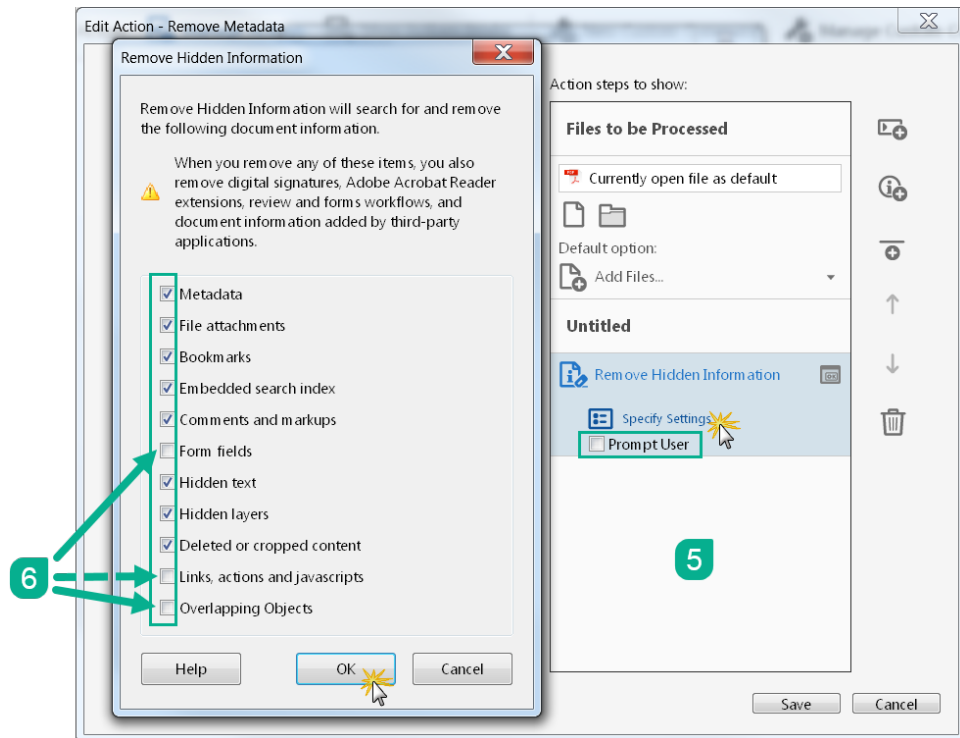 Edit Action - Remove Metadata
Manage
Remove Hidden Information
Remove Hidden Information will search for and remove
the following document information.
When you remove any of these items, you also
remove digital signatures, Adobe Acrobat Reader
extensions, review and forms workflows, and
document information added by third-party
applications.
Metadata
File attachments
Bookmarks
Embedded search index
Comments and markups
Form fields
Hidden text
Hidden layers
Deleted or cropped content
Links, actions and javascripts
Overlapping Objects
6
Help
OK
Cancel
Action steps to show:
Files to be Processed
PDF
Currently open file as default
Default option:
Add Files...
Untitled
Remove Hidden Information
Specify Settings
Prompt User
5
Save
Cancel